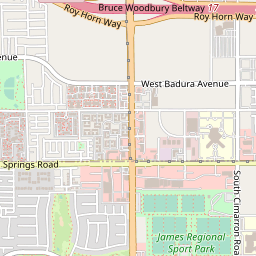 Bruce Woodbury Beltway 17
Roy Horn Way
Roy Horn Way
venue
West Badura Avenue
Springs Road
South Cimarron Road
James Regional
Sport Park